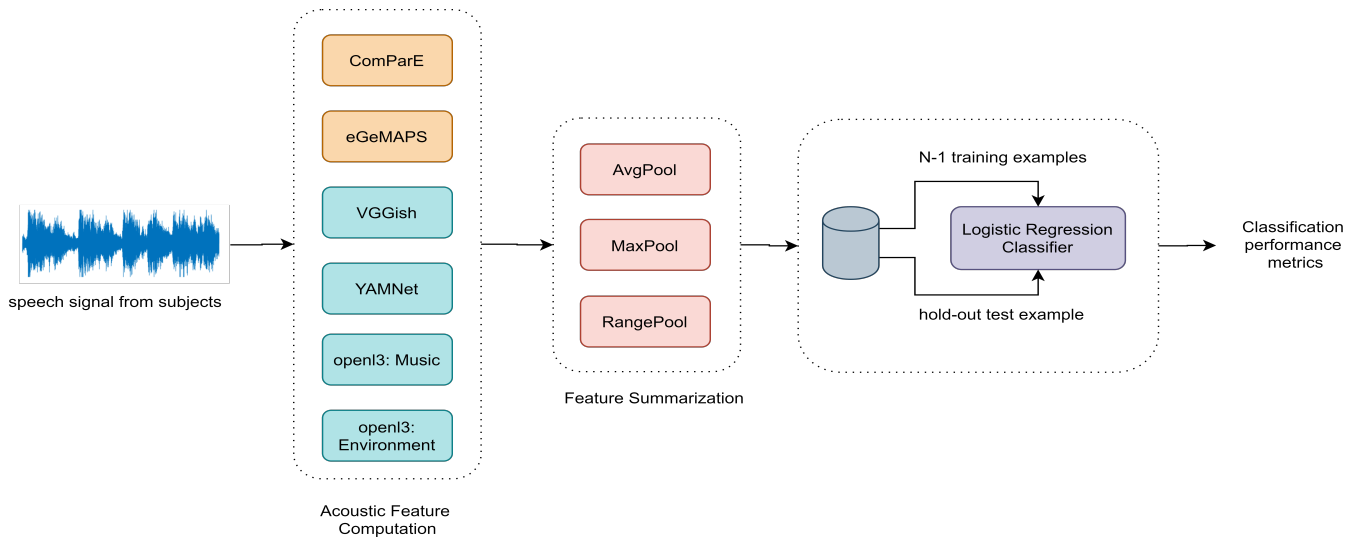 speech signal from subjects
ComParE
eGeMAPS
VGGish
YAMNet
openl3: Music
openl3:
Environment
Acoustic Feature
Computation
AvgPool
MaxPool
RangePool
Feature Summarization
N-1 training examples
Logistic Regression
Classifier
hold-out test example
Classification
performance
metrics